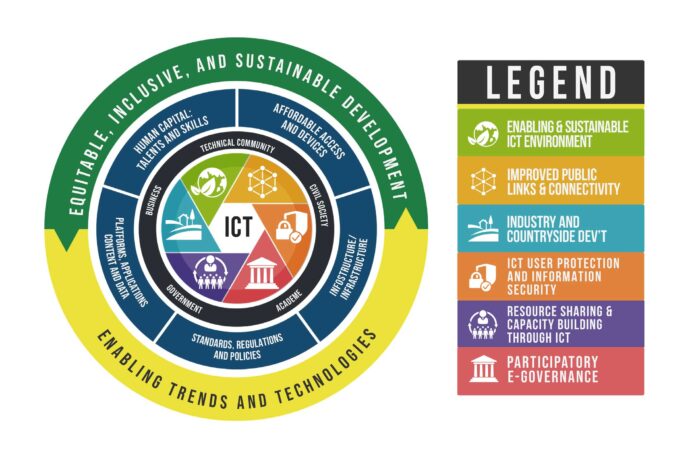 EQUITABLE, INCLUSIVE, AND SUSTAINABLE DEVELOPMENT
HUMAN CAPITAL:
TALENTS AND SKILLS
AFFORDABLE ACCESS
AND DEVICES
TECHNICAL COMMUNITY
BUSINESS
CIVIL SOCIETY
ICT
PLATFORMS, APPLICATIONS
CONTENT AND DATA
INFOSTRUCTURE/
INFRASTRUCTURE
GOVERNMENT
ACADEME
STANDARDS, REGULATIONS
AND POLICIES
ENABLING TRENDS AND TECHNOLOGIES
LEGEND
ENABLING & SUSTAINABLE
ICT ENVIRONMENT
IMPROVED PUBLIC
LINKS & CONNECTIVITY
INDUSTRY AND
COUNTRYSIDE DEV'T
ICT USER PROTECTION
AND INFORMATION
SECURITY
RESOURCE SHARING &
CAPACITY BUILDING
THROUGH ICT
PARTICIPATORY
E-GOVERNANCE